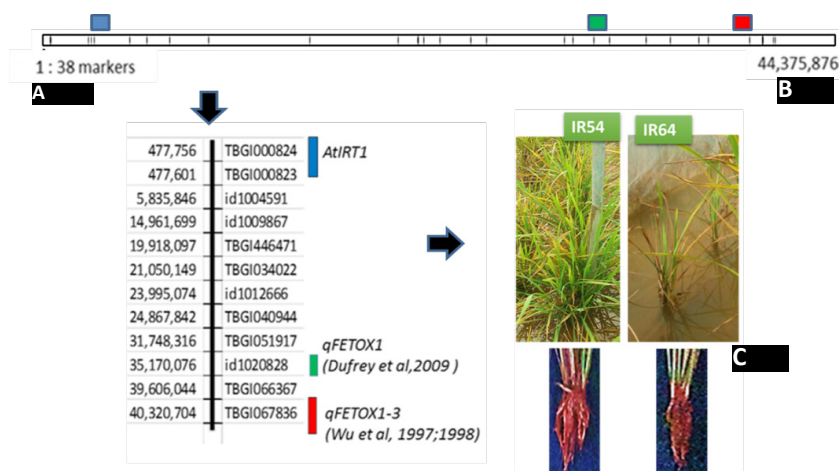 1 : 38 markers
44,375,876
A
B
477,756 TBGI000824
477,601 TBGI000823
5,835,846 id1004591
14,961,699 id1009867
19,918,097 TBGI446471
21,050,149 TBGI034022
23,995,074 id1012666
24,867,842 TBGI040944
31,748,316 TBGI051917
35,170,076 id1020828
39,606,044 TBGI066367
40,320,704 TBGI067836
AtIRT1
qFETOX1
(Dufrey et al,2009 )
qFETOX1-3
(Wu et al, 1997;1998)
IR54
IR64
C